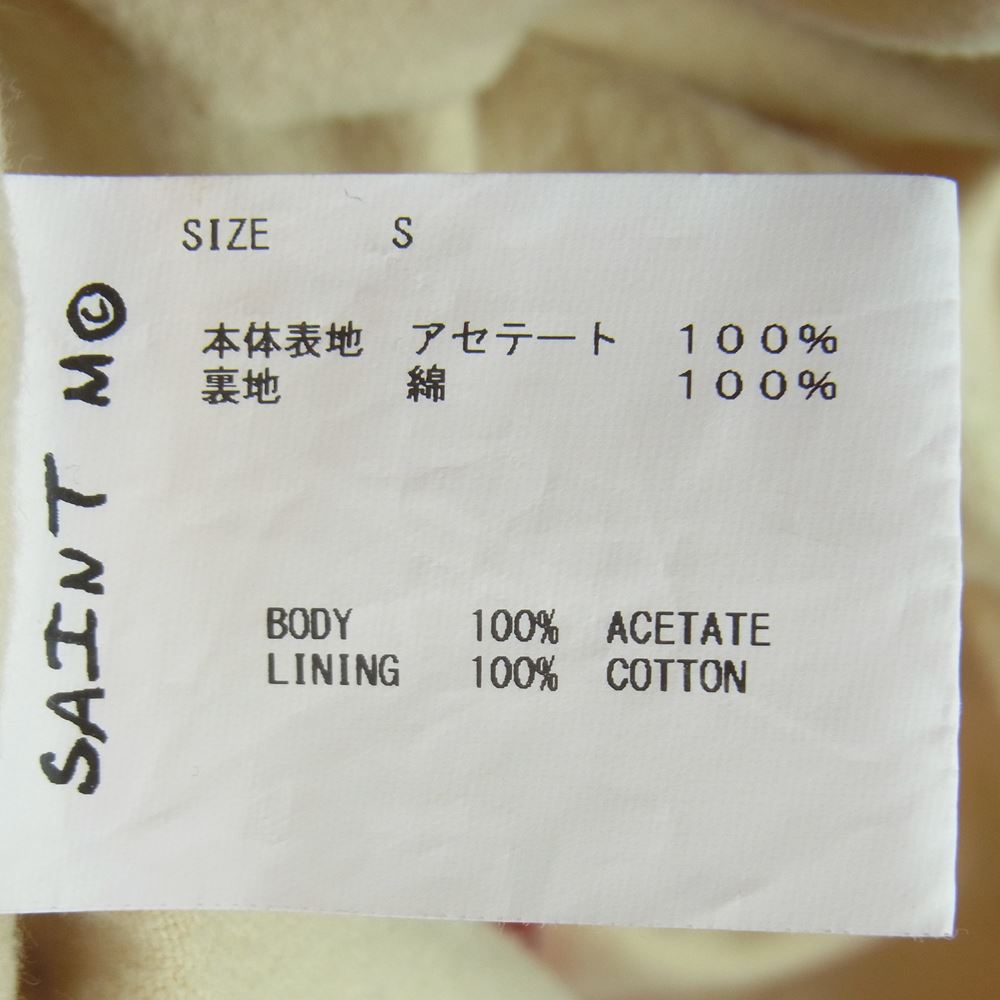 SIZE S
本体表地 アセテート 100%
裏地 綿 100%
BODY 100% ACETATE
LINING 100% COTTON
SAINT M©